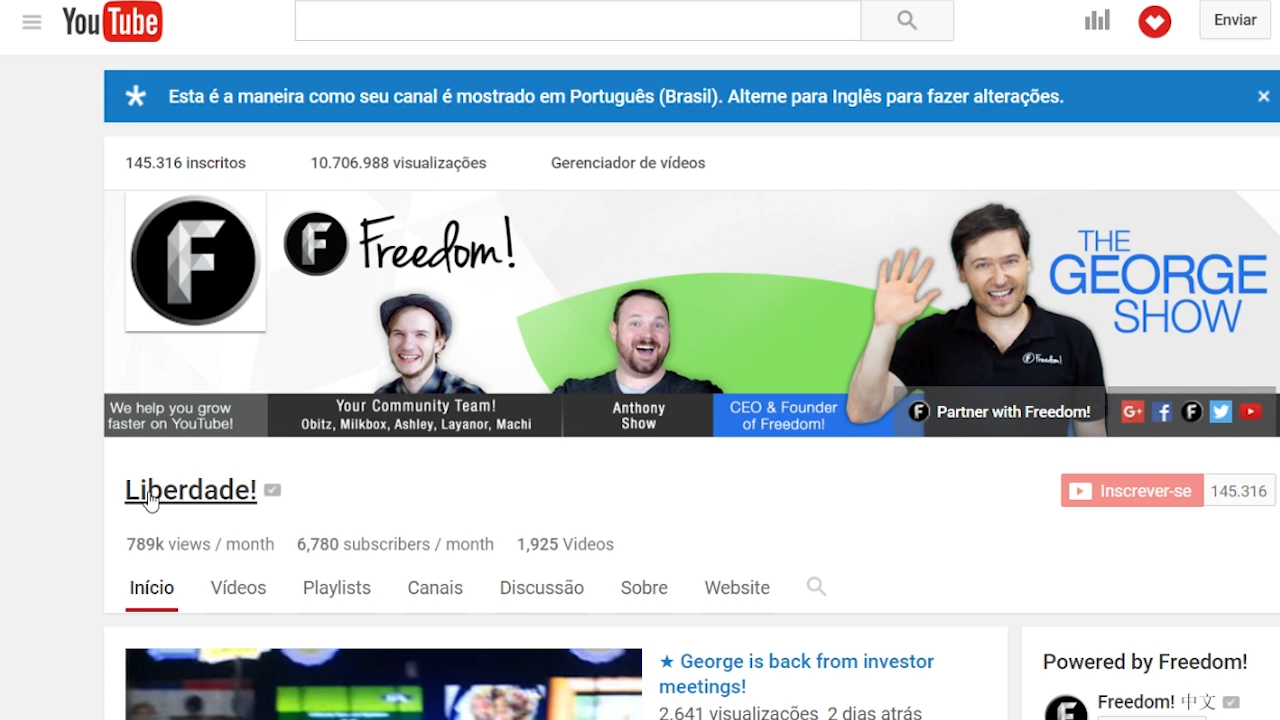 YouTube
Enviar
Esta é a maneira como seu canal é mostrado em Português (Brasil). Alterne para Inglês para fazer alterações.
145.316 inscritos 10.706.988 visualizações Gerenciador de vídeos
F
F Freedom!
THE
GEORGE
SHOW
Freedom!
We help you grow
faster on YouTube!
Your Community Team!
Obitz, Milkbox, Ashley, Layanor, Machi
Anthony
Show
CEO & Founder
of Freedom!
Partner with Freedom!
Liberdade!
Inscrever-se 145.316
789k views / month 6,780 subscribers / month 1,925 Videos
Início Vídeos Playlists Canais Discussão Sobre Website
★ George is back from investor
meetings!
2.641 visualizações 2 dias atrás
Powered by Freedom!
Freedom! 中文